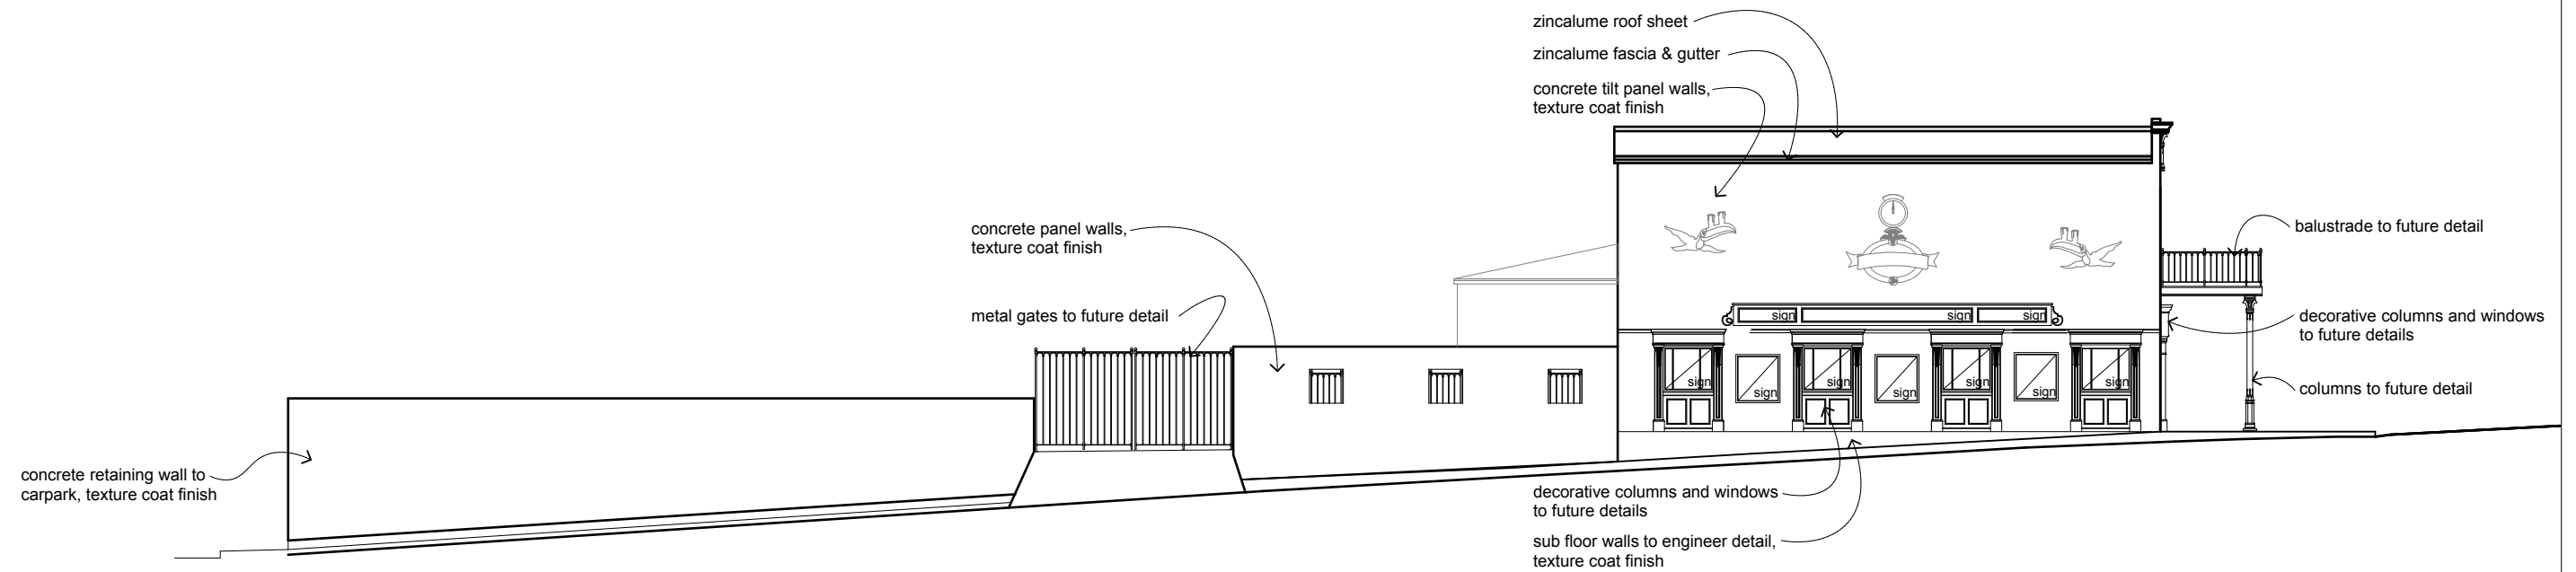 zincalume roof sheet
zincalume fascia & gutter
concrete tilt panel walls,
texture coat finish
concrete panel walls,
texture coat finish
balustrade to future detail
metal gates to future detail
sign sign sign
decorative columns and windows
to future details
sign sign sign sign
sign sign sign
columns to future detail
concrete retaining wall to
carpark, texture coat finish
decorative columns and windows
to future details
sub floor walls to engineer detail,
texture coat finish